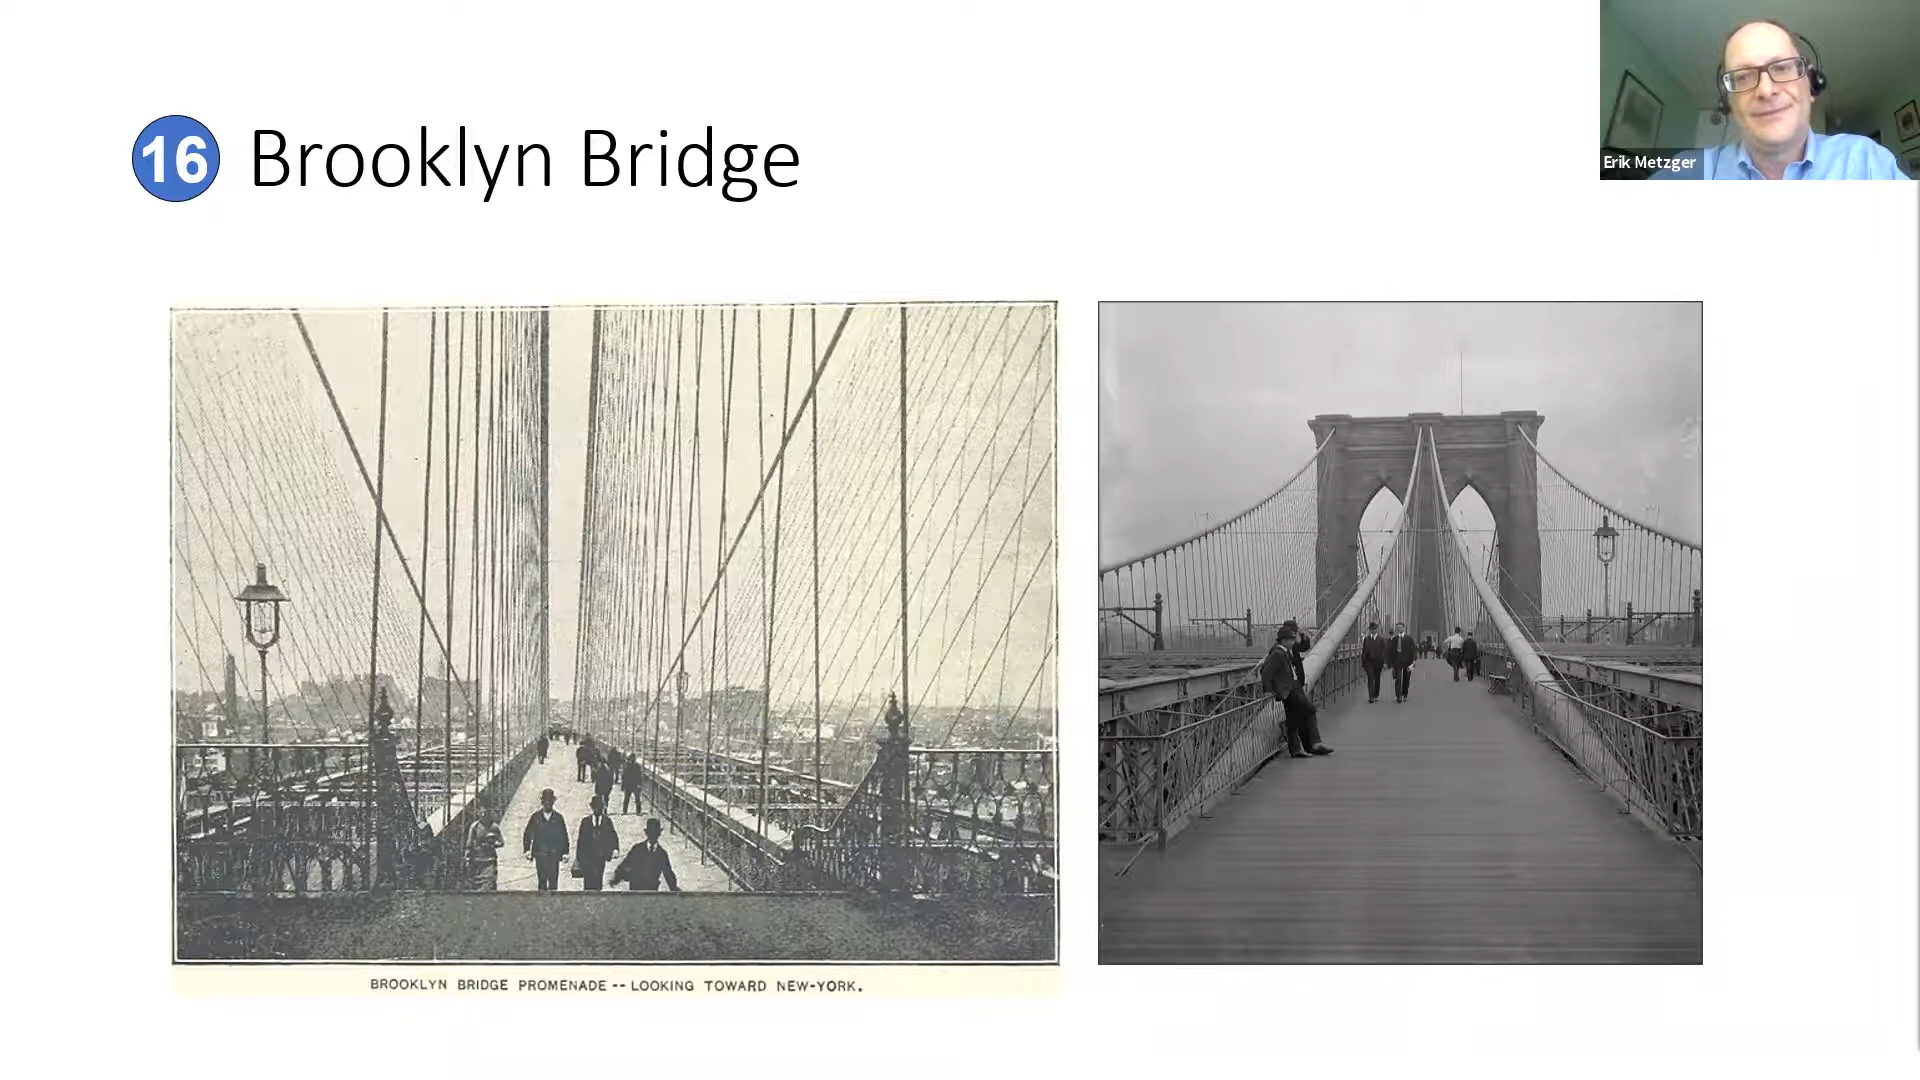 16 Brooklyn Bridge
Erik Metzger
BROOKLYN BRIDGE PROMENADE -- LOOKING TOWARD NEW-YORK.